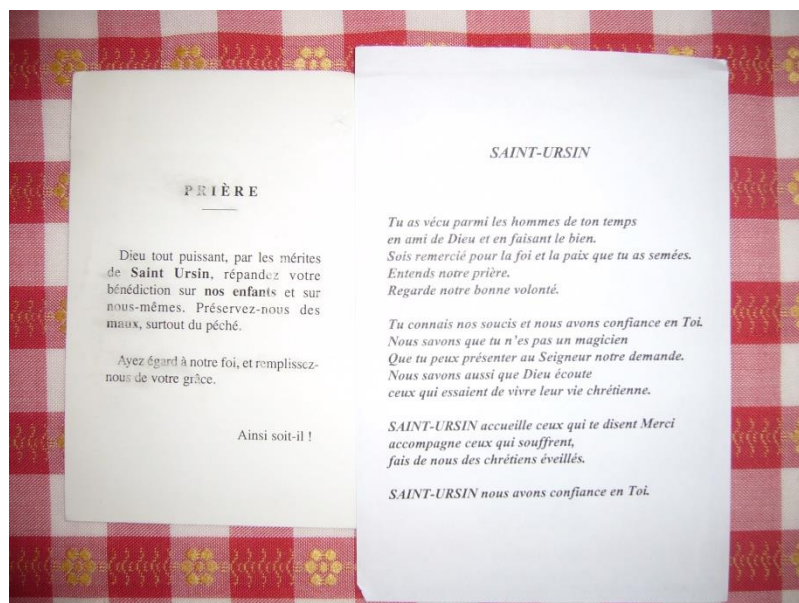 PRIÈRE
Dieu tout puissant, par les mérites
de Saint Ursin, répandez votre
bénédiction sur nos enfants et sur
nous-mêmes. Préservez-nous des
maux, surtout du péché.
Ayez égard à notre foi, et remplissez-
nous de votre grâce.
Ainsi soit-il !
SAINT-URSIN
Tu as vécu parmi les hommes de ton temps
en ami de Dieu et en faisant le bien.
Sois remercié pour la foi et la paix que tu as semées.
Entends notre prière.
Regarde notre bonne volonté.
Tu connais nos soucis et nous avons confiance en Toi.
Nous savons que tu n'es pas un magicien
Que tu peux présenter au Seigneur notre demande.
Nous savons aussi que Dieu écoute
ceux qui essaient de vivre leur vie chrétienne.
SAINT-URSIN accueille ceux qui te disent Merci
accompagne ceux qui souffrent,
fais de nous des chrétiens éveillés.
SAINT-URSIN nous avons confiance en Toi.